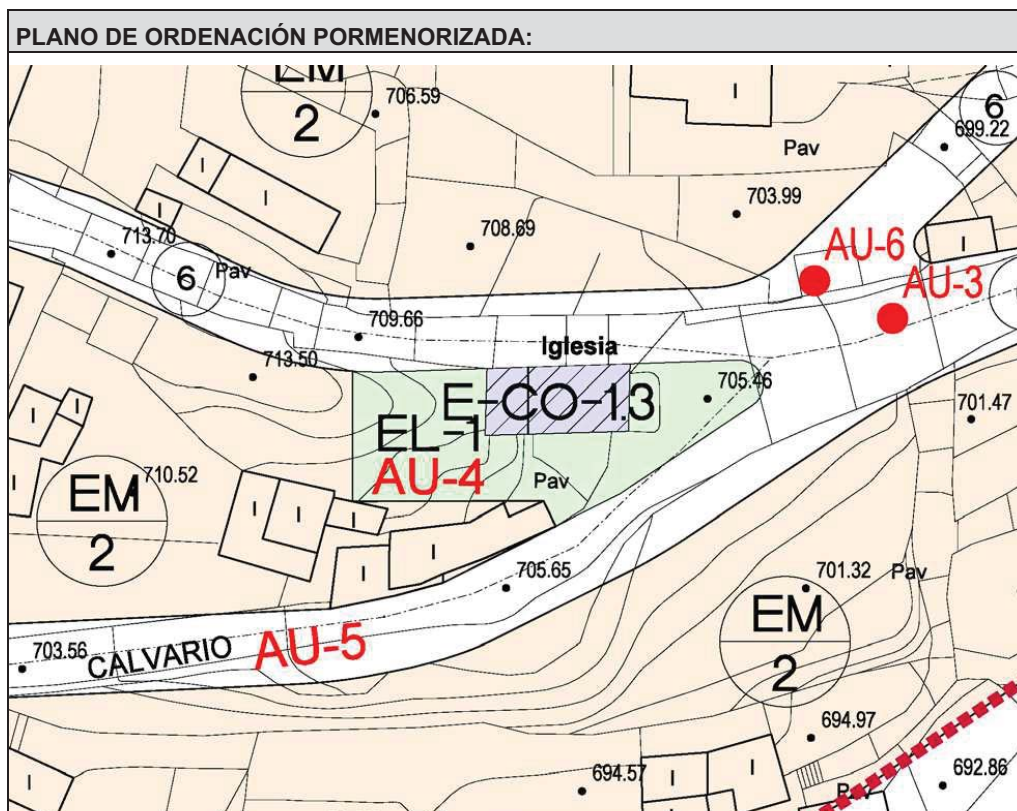 PLANO DE ORDENACIÓN PORMENORIZADA:
EM
2
706.59
I
6
699.22
Pav
I
I
I
703.99
713.70
708.69
AU-6
I
6
Pav
AU-3
709.66
Iglesia
713.50
E-CO-1.3
705.46
EL-1
701.47
I
I
AU-4
Pav
EM
710.52
2
I
I
I
I
I
I
705.65
701.32
Pav
EM
2
703.56
CALVARIO
AU-5
694.97
694.57
I
I
692.86
Pav
I
I